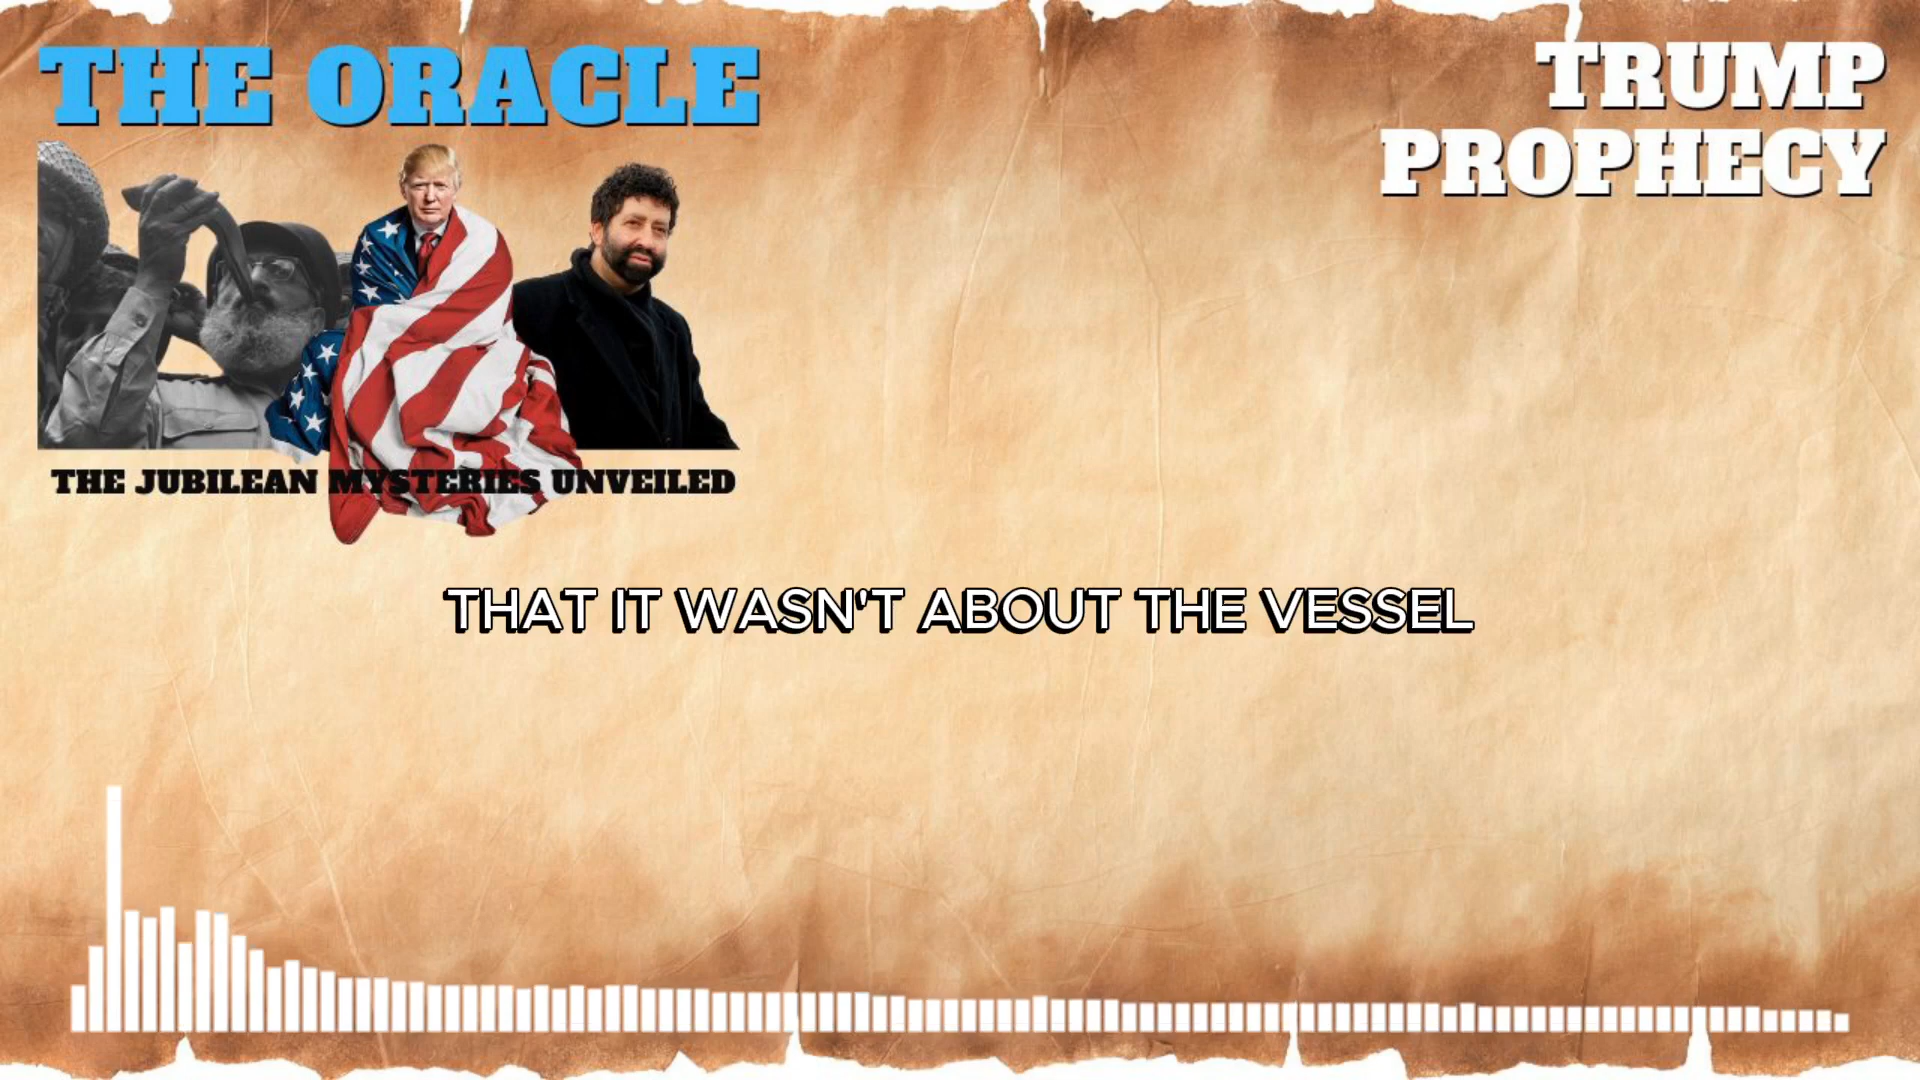 THE ORACLE
TRUMP
PROPHECY
THE JUBILEAN MYSTERIES UNVEILED
THAT IT WASN'T ABOUT THE VESSEL